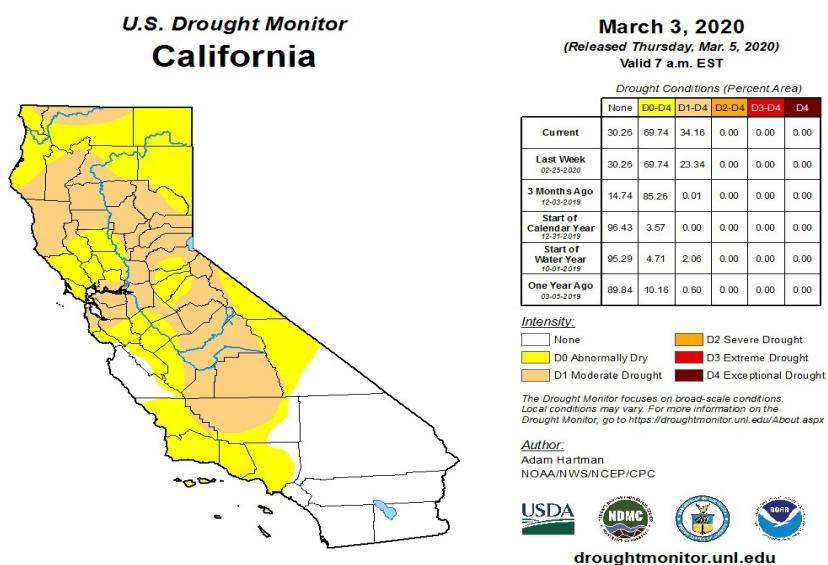 U.S. Drought Monitor
California
March 3, 2020
(Released Thursday, Mar. 5, 2020)
Valid 7 a.m. EST
Drought Conditions (Percent Area)
None D0-D4 D1-D4 D2-D4 D3-D4 D4
Current 30.26 69.74 34.16 0.00 0.00 0.00
Last Week 30.26 69.74 23.34 0.00 0.00 0.00
02-25-2020
3 Months Ago 14.74 85.26 0.01 0.00 0.00 0.00
12-03-2019
Start of
Calendar Year 96.43 3.57 0.00 0.00 0.00 0.00
12-31-2019
Start of
Water Year 95.29 4.71 2.06 0.00 0.00 0.00
10-01-2019
One Year Ago 89.84 10.16 0.60 0.00 0.00 0.00
03-05-2019
Intensity:
None
D0 Abnormally Dry
D1 Moderate Drought
D2 Severe Drought
D3 Extreme Drought
D4 Exceptional Drought
The Drought Monitor focuses on broad-scale conditions.
Local conditions may vary. For more information on the
Drought Monitor, go to https://droughtmonitor.unl.edu/About.aspx
Author:
Adam Hartman
NOAA/NWS/NCEP/CPC
USDA
NDMC
NOAA
droughtmonitor.unl.edu